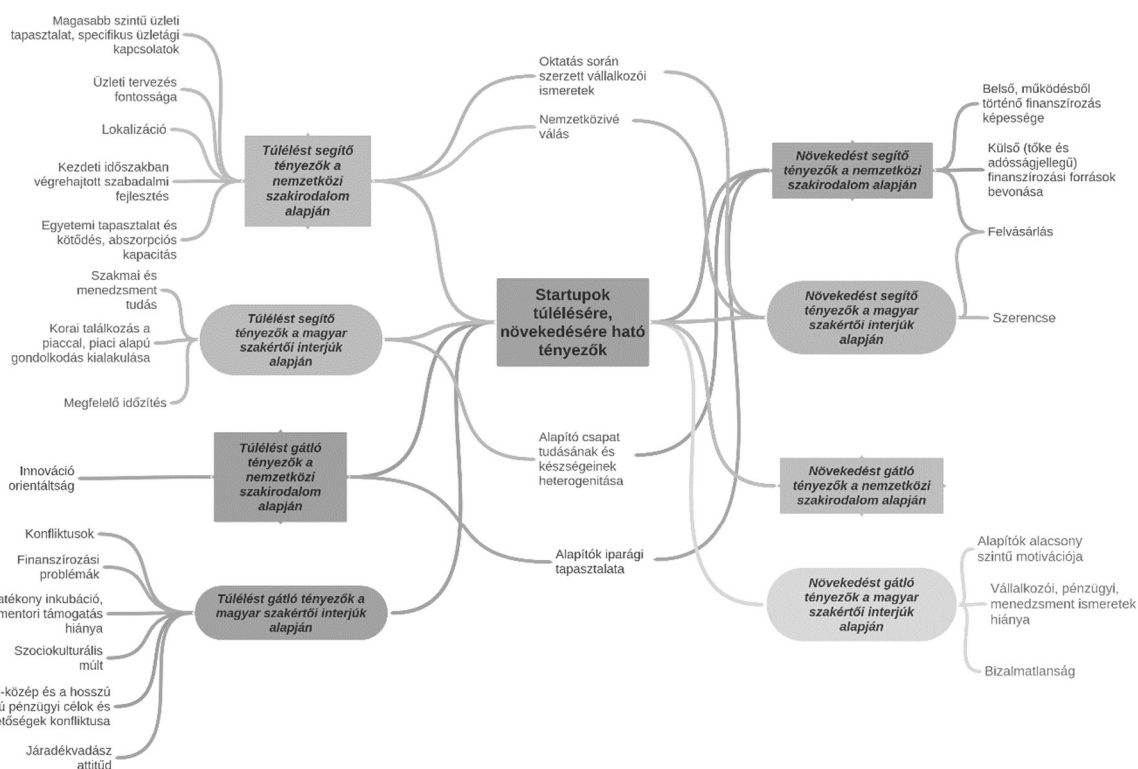 Magasabb szintű üzleti
tapasztalat, specifikus üzletági
kapcsolatok
Üzleti tervezés
fontossága
Lokalizáció
Kezdeti időszakban
végrehajtott szabadalmi
fejlesztés
Egyetemi tapasztalat és
kötődés, abszorpciós
kapacitás
Túlélést segítő
tényezők a
nemzetközi
szakirodalom
alapján
Szakmai és
menedzsment
tudás
Korai találkozás a
piaccal, piaci alapú
gondolkodás kialakulása
Megfelelő időzítés
Túlélést segítő
tényezők a magyar
szakértői interjúk
alapján
Innováció
orientáltság
Túlélést gátló
tényezők a
nemzetközi
szakirodalom
alapján
Konfliktusok
Finanszírozási
problémák
atékony inkubáció,
mentori támogatás
hiánya
Szociokulturális
múlt
-közép és a hosszú
ú pénzügyi célok és
etőségek konfliktusa
Járadékvadász
attitűd
Túlélést gátló tényezők a
magyar szakértői interjúk
alapján
Oktatás során
szerzett vállalkozói
ismeretek
Nemzetközivé
válás
Startupok
túlélésére,
növekedésére ható
tényezők
Alapító csapat
tudásának és
készségeinek
heterogenitása
Alapítók iparági
tapasztalata
Növekedést segítő
tényezők a nemzetközi
szakirodalom alapján
Belső, működésből
történő finanszírozás
képessége
Külső (tőke és
adósságjellegű)
finanszírozási források
bevonása
Felvásárlás
Növekedést segítő
tényezők a magyar
szakértői interjúk
alapján
Szerencse
Növekedést gátló
tényezők a nemzetközi
szakirodalom alapján
Növekedést gátló
tényezők a magyar
szakértői interjúk
alapján
Alapítók alacsony
szintű motivációja
Vállalkozói, pénzügyi,
menedzsment ismeretek
hiánya
Bizalmatlanság